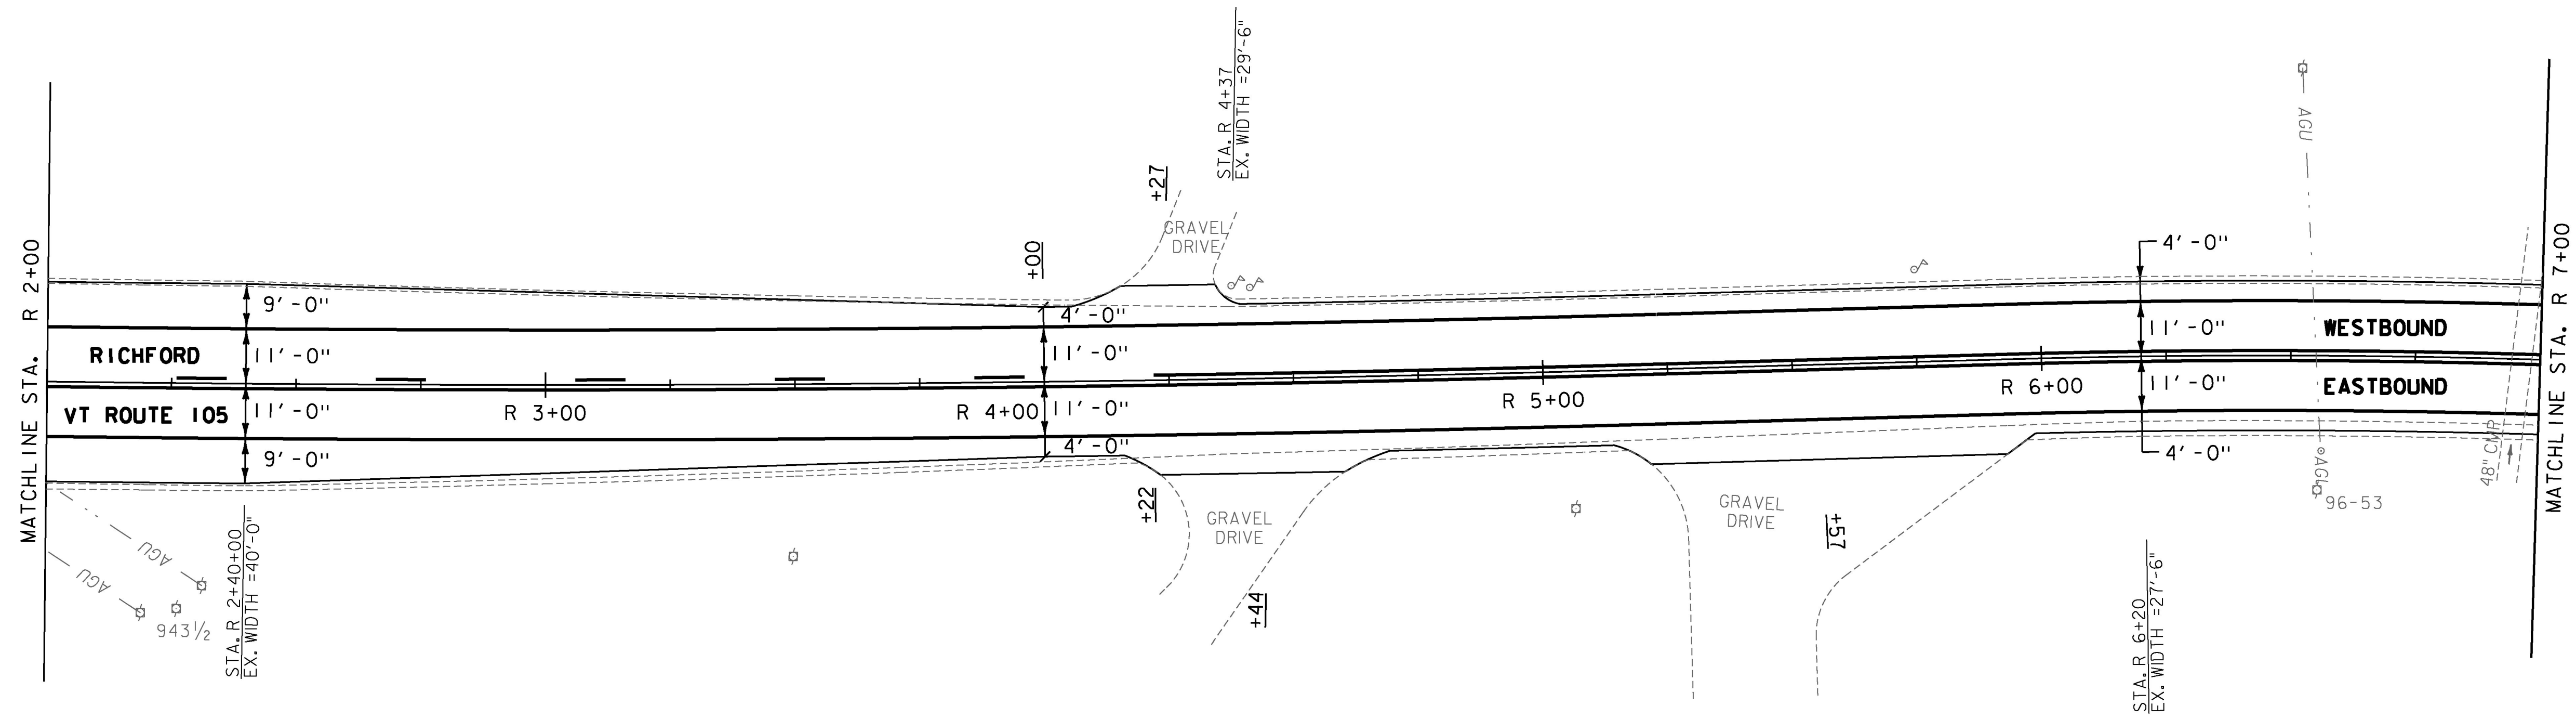 MATCHLINE STA. R 2+00
RICHFORD
VT ROUTE 105
9'-0"
11'-0"
11'-0"
9'-0"
AGU
AGU
943½
STA. R 2+40+00
EX. WIDTH =40'-0"
R 3+00
+00
4'-0"
11'-0"
R 4+00
11'-0"
4'-0"
+27
GRAVEL
DRIVE
STA. R 4+37
EX. WIDTH =29'-6"
+22
GRAVEL
DRIVE
+44
R 5+00
GRAVEL
DRIVE
+57
R 6+00
4'-0"
11'-0"
11'-0"
4'-0"
STA. R 6+20
EX. WIDTH =27'-6"
AGU
WESTBOUND
EASTBOUND
AGU
96-53
48" CMP
MATCHLINE STA. R 7+00